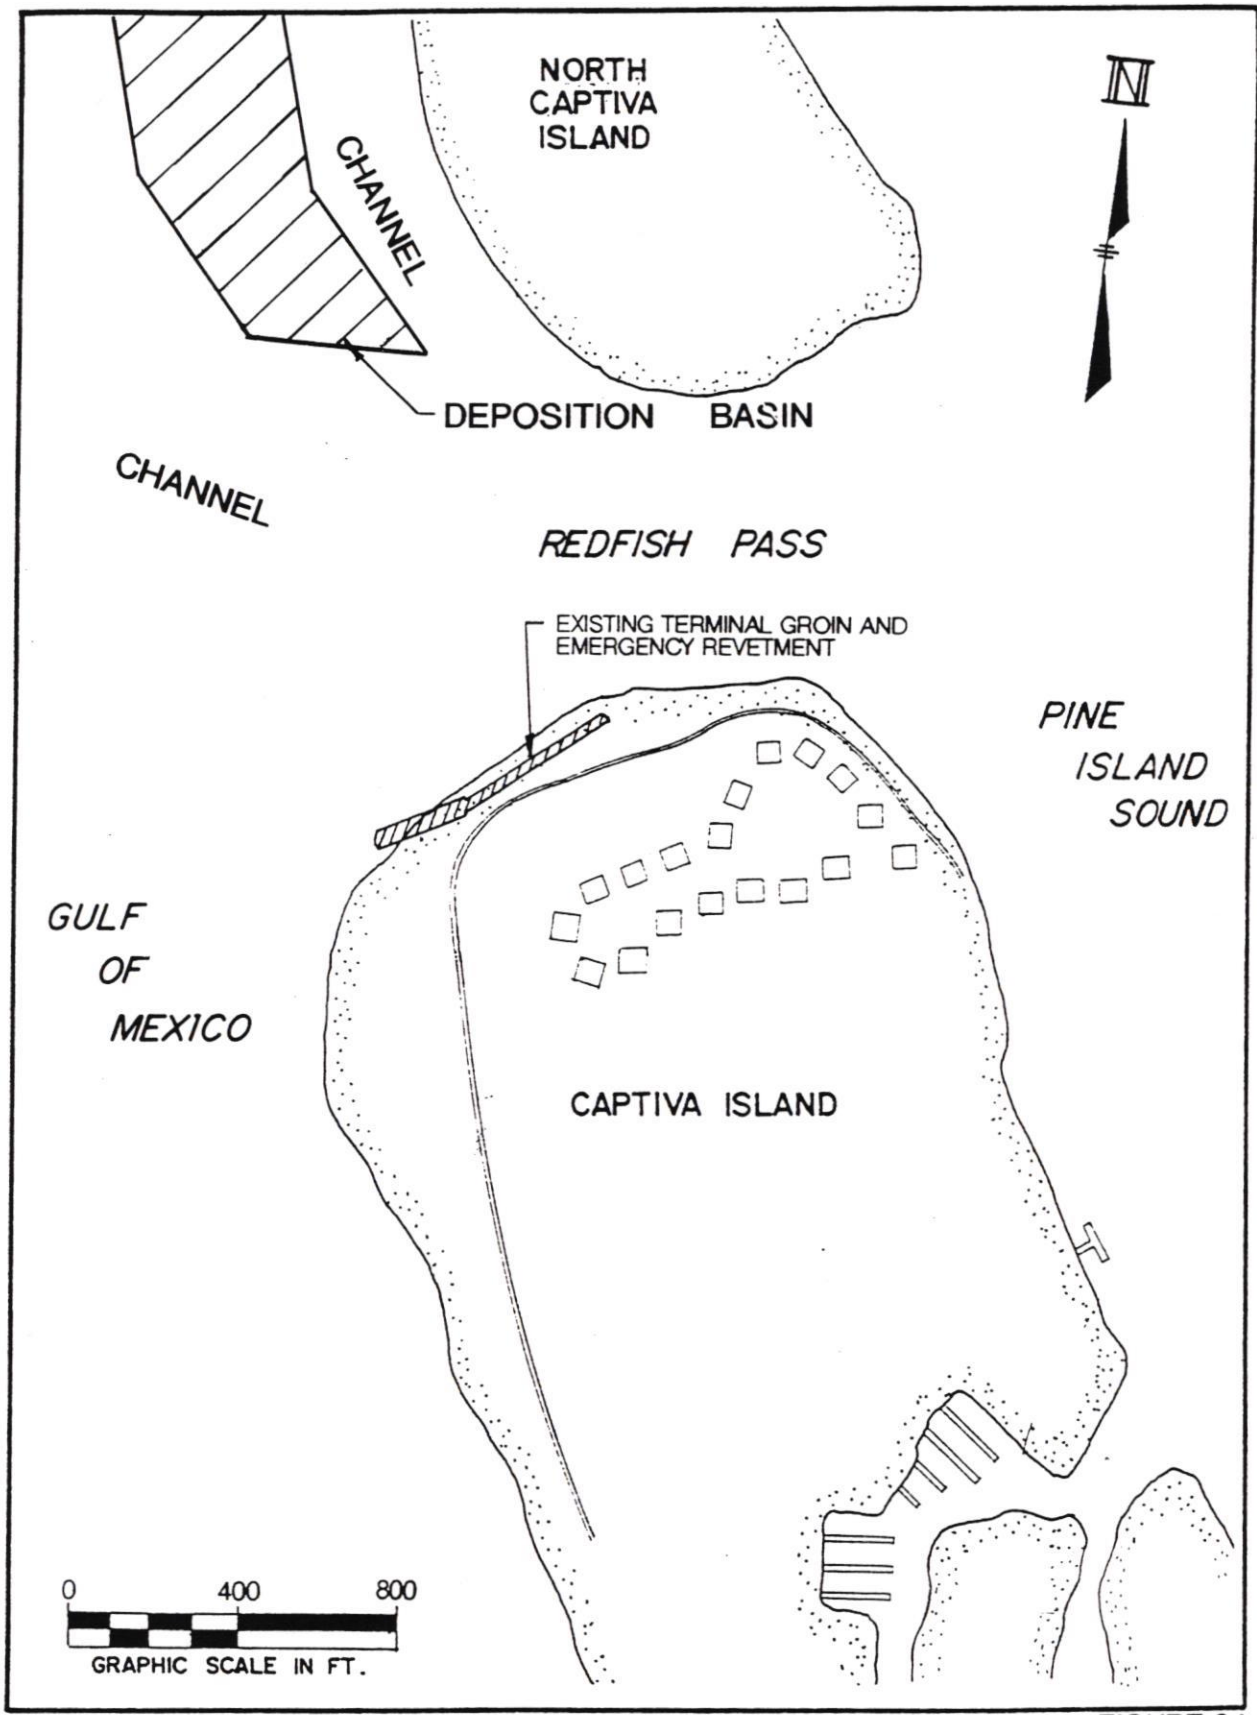 NORTH
CAPTIVA
ISLAND
N
CHANNEL
DEPOSITION BASIN
CHANNEL
REDFISH PASS
EXISTING TERMINAL GROIN AND
EMERGENCY REVETMENT
PINE
ISLAND
SOUND
GULF
OF
MEXICO
CAPTIVA ISLAND
0 400 800
GRAPHIC SCALE IN FT.